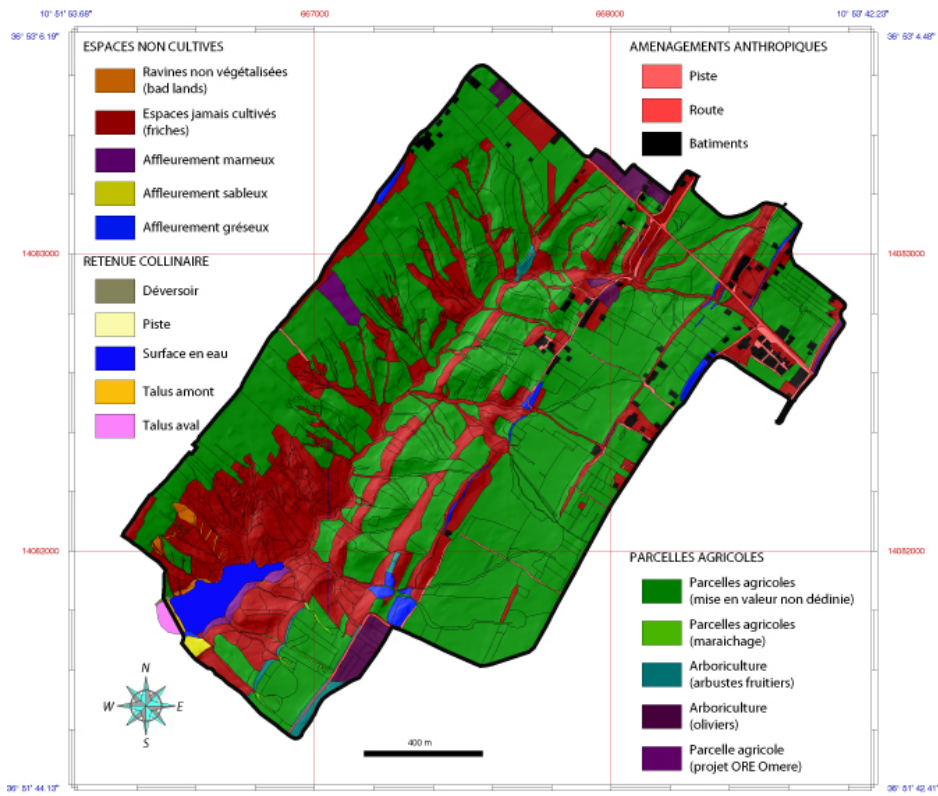 10° 51' 53.68"
667000
668000
10° 53' 42.23"
36° 53' 6.19"
36° 53' 4.48"
ESPACES NON CULTIVES
Ravines non végétalisées
(bad lands)
Espaces jamais cultivés
(friches)
Affleurement marneux
Affleurement sableux
Affleurement gréseux
RETENUE COLLINAIRE
Déversoir
Piste
Surface en eau
Talus amont
Talus aval
AMENAGEMENTS ANTHROPIQUES
Piste
Route
Batiments
14083000
14083000
14082000
14082000
PARCELLES AGRICOLES
Parcelles agricoles
(mise en valeur non dédinie)
Parcelles agricoles
(maraichage)
Arboriculture
(arbustes fruitiers)
Arboriculture
(oliviers)
Parcelle agricole
(projet ORE Omere)
N
W
E
S
400 m
36° 51' 44.13"
36° 51' 42.41"